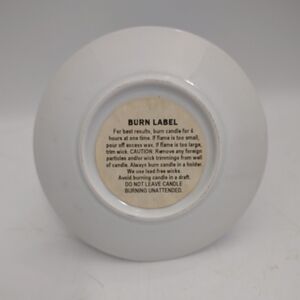 BURN LABEL
For best results, burn candle for 4
hours at one time. If flame is too small,
pour off excess wax. If flame is too large,
trim wick. CAUTION: Remove any foreign
particles and/or wick trimmings from wall
of candle. Always burn candle in a holder.
We use lead free wicks.
Avoid burning candle in a draft.
DO NOT LEAVE CANDLE
BURNING UNATTENDED.